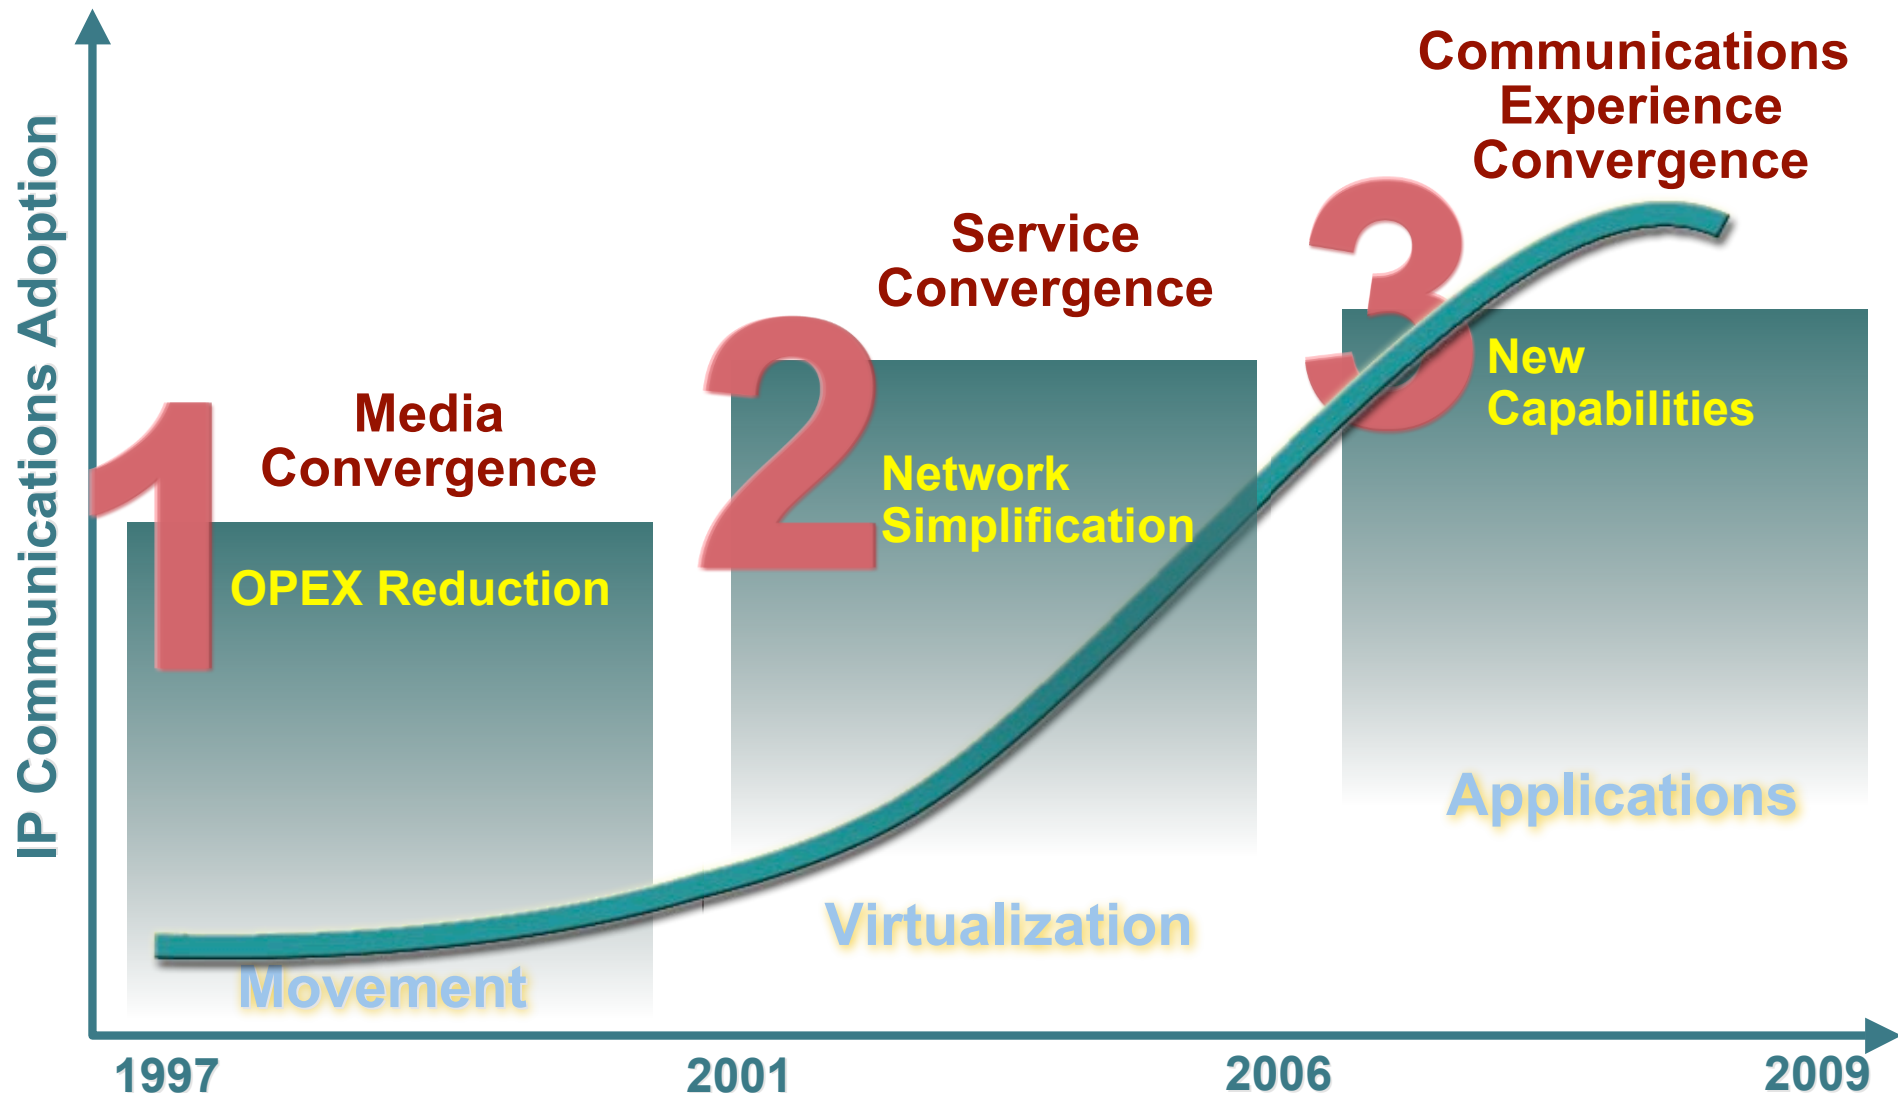 IP Communications Adoption
1
Media
Convergence
OPEX Reduction
Movement
2
Service
Convergence
Network
Simplification
Virtualization
3
Communications
Experience
Convergence
New
Capabilities
Applications
1997
2001
2006
2009